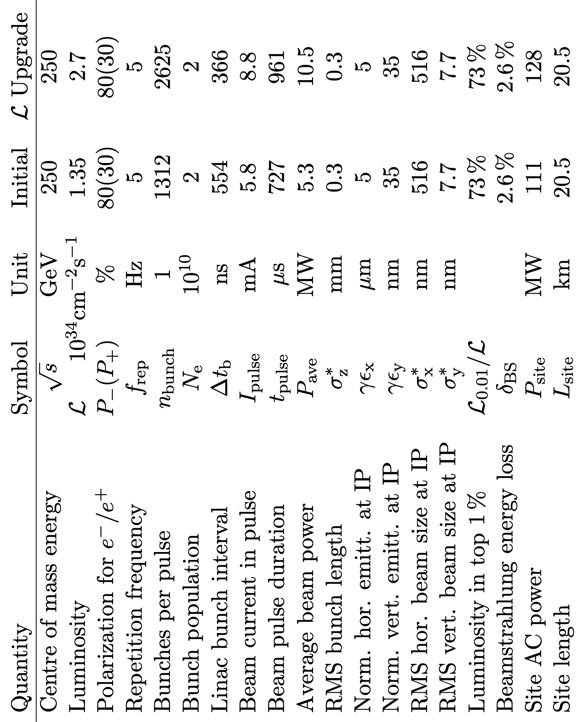 Quantity Symbol Unit Initial ℒ Upgrade
Centre of mass energy √s GeV 250 250
Luminosity ℒ 10³⁴cm⁻²s⁻¹ 1.35 2.7
Polarization for e⁻/e⁺ P₋(P₊) % 80(30) 80(30)
Repetition frequency f_rep Hz 5 5
Bunches per pulse n_bunch 1 1312 2625
Bunch population N_e 10¹⁰ 2 2
Linac bunch interval Δt_b ns 554 366
Beam current in pulse I_pulse mA 5.8 8.8
Beam pulse duration t_pulse μs 727 961
Average beam power P_ave MW 5.3 10.5
RMS bunch length σ*_z mm 0.3 0.3
Norm. hor. emitt. at IP γϵ_x μm 5 5
Norm. vert. emitt. at IP γϵ_y nm 35 35
RMS hor. beam size at IP σ*_x nm 516 516
RMS vert. beam size at IP σ*_y nm 7.7 7.7
Luminosity in top 1 % ℒ_0.01/ℒ 73 % 73 %
Beamstrahlung energy loss δ_BS 2.6 % 2.6 %
Site AC power P_site MW 111 128
Site length L_site km 20.5 20.5